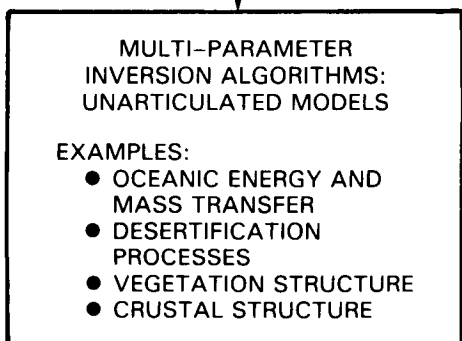 MULTI–PARAMETER
INVERSION ALGORITHMS:
UNARTICULATED MODELS
EXAMPLES:
● OCEANIC ENERGY AND
MASS TRANSFER
● DESERTIFICATION
PROCESSES
● VEGETATION STRUCTURE
● CRUSTAL STRUCTURE